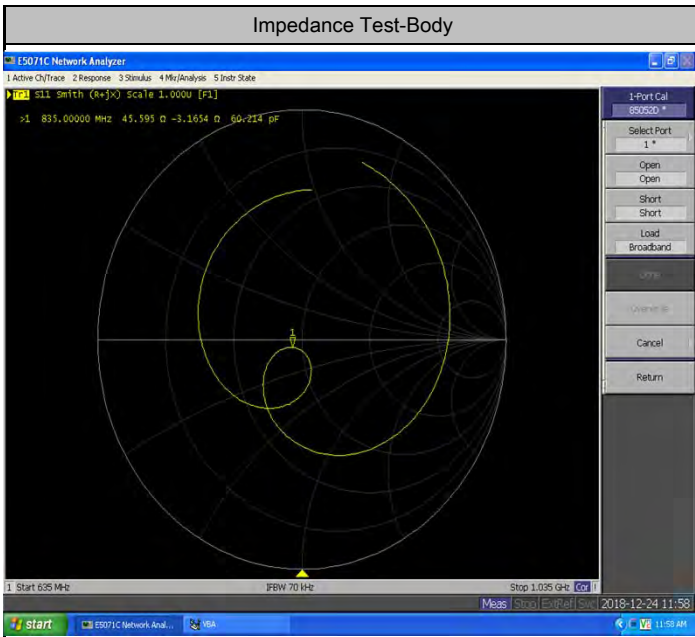 Impedance Test-Body
E5071C Network Analyzer
1 Active Ch/Trace 2 Response 3 Stimulus 4 Mkr/Analysis 5 Instr State
Tr1 S11 Smith (R+jX) Scale 1.000U [F1]
>1 835.00000 MHz 45.595 Ω -3.1654 Ω 60.214 pF
1
1-Port Cal
85052D *
Select Port
1 *
Open
Open
Short
Short
Load
Broadband
Done
Cancel
Return
1 Start 635 MHz IFBW 70 kHz Stop 1.035 GHz Cor !
Meas Stop ExtRef Svc 2018-12-24 11:58
start E5071C Network Anal... VBA 11:58 AM